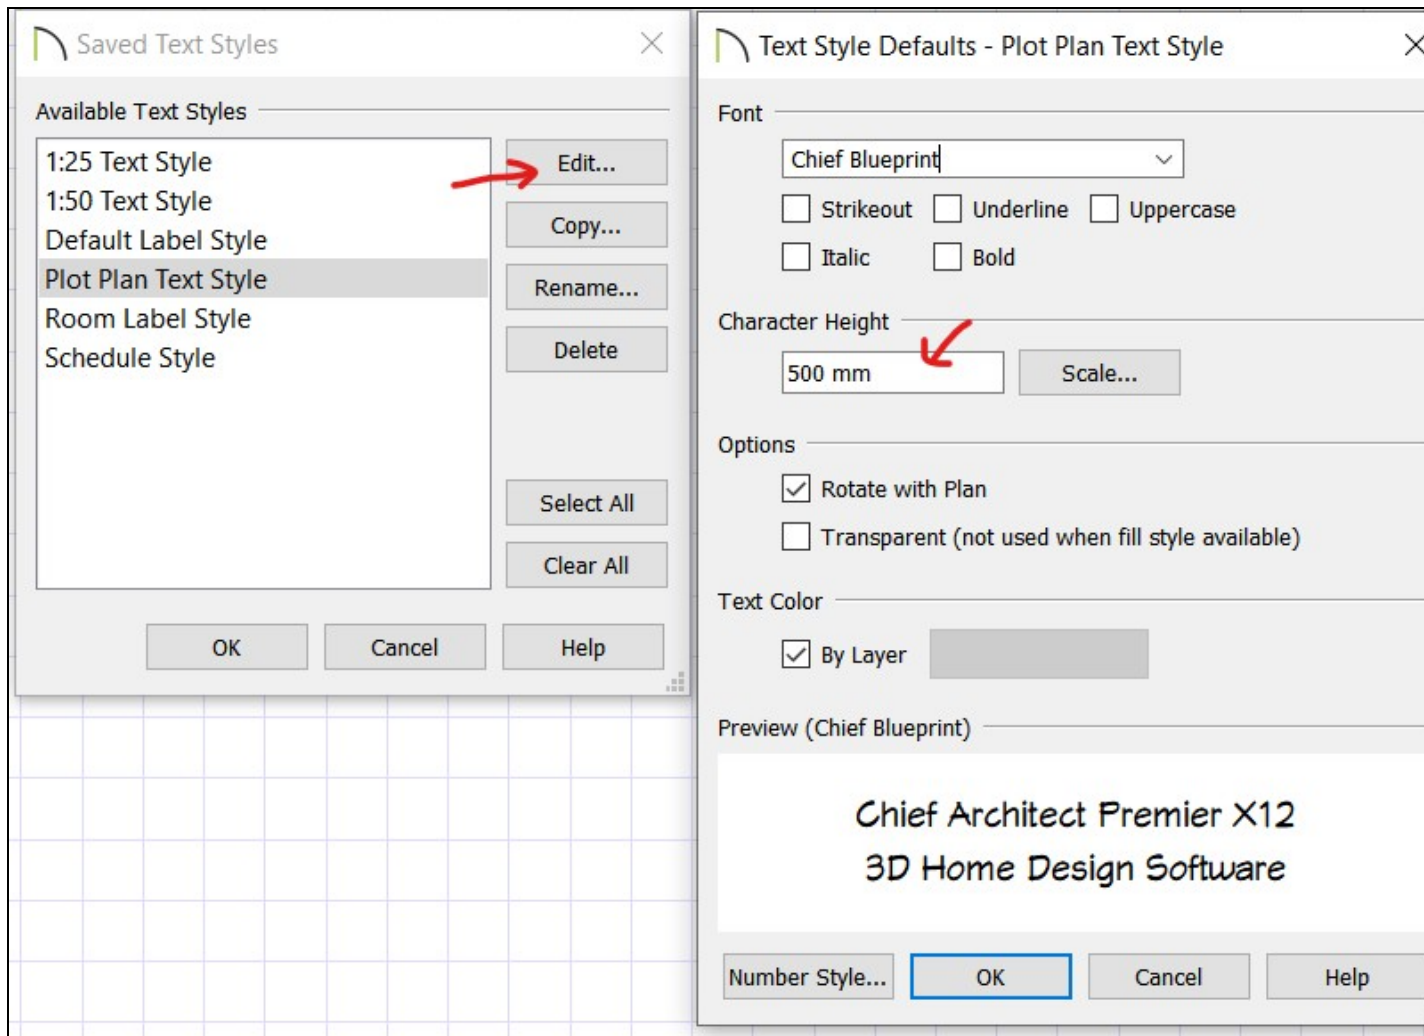 Saved Text Styles
Available Text Styles
1:25 Text Style
1:50 Text Style
Default Label Style
Plot Plan Text Style
Room Label Style
Schedule Style
Edit...
Copy...
Rename...
Delete
Select All
Clear All
OK Cancel Help
Text Style Defaults - Plot Plan Text Style
Font
Chief Blueprint
Strikeout Underline Uppercase
Italic Bold
Character Height
500 mm Scale...
Options
Rotate with Plan
Transparent (not used when fill style available)
Text Color
By Layer
Preview (Chief Blueprint)
Chief Architect Premier X12
3D Home Design Software
Number Style... OK Cancel Help